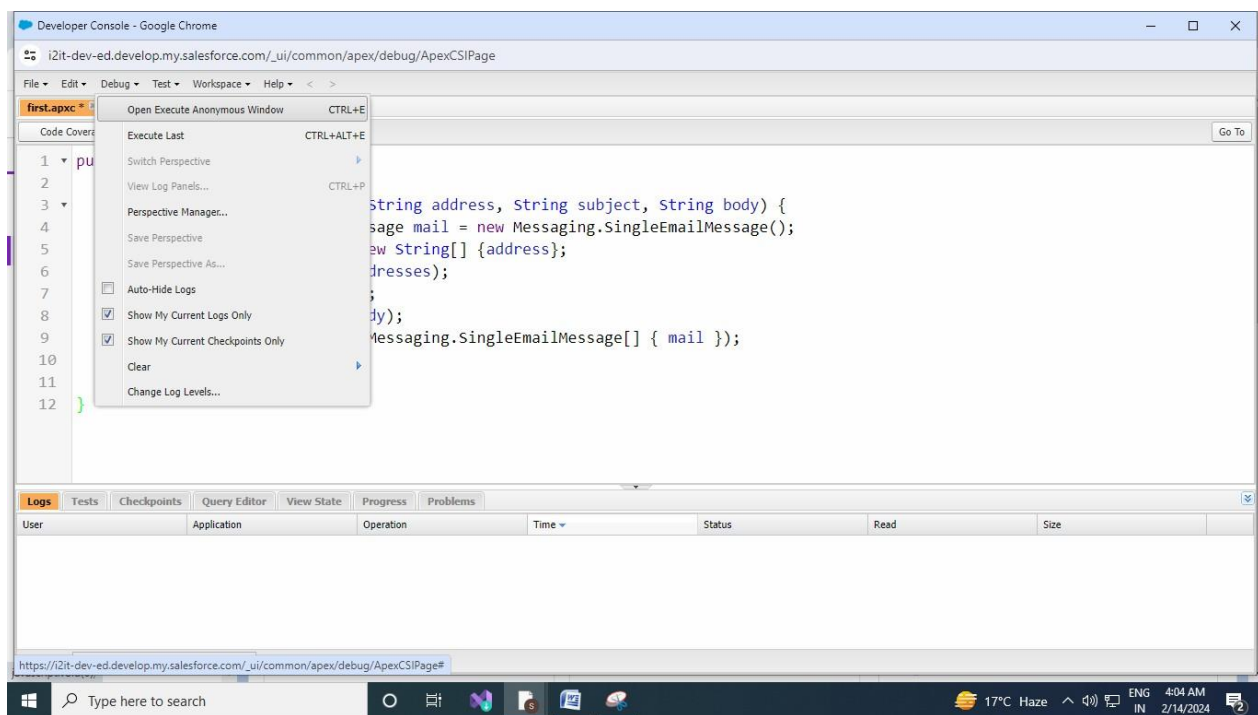 Developer Console - Google Chrome
i2it-dev-ed.develop.my.salesforce.com/_ui/common/apex/debug/ApexCSIPage
File Edit Debug Test Workspace Help < >
first.apxc *
Code Covera Go To
Open Execute Anonymous Window CTRL+E
Execute Last CTRL+ALT+E
Switch Perspective
View Log Panels... CTRL+P
Perspective Manager...
Save Perspective
Save Perspective As...
Auto-Hide Logs
Show My Current Logs Only
Show My Current Checkpoints Only
Clear
Change Log Levels...
1 pu
2
3 String address, String subject, String body) {
4 sage mail = new Messaging.SingleEmailMessage();
5 ew String[] {address};
6 dresses);
7 ;
8 dy);
9 Messaging.SingleEmailMessage[] { mail });
10
11
12 }
Logs Tests Checkpoints Query Editor View State Progress Problems
User Application Operation Time Status Read Size
https://i2it-dev-ed.develop.my.salesforce.com/_ui/common/apex/debug/ApexCSIPage#
Type here to search 17°C Haze ENG 4:04 AM
IN 2/14/2024 2